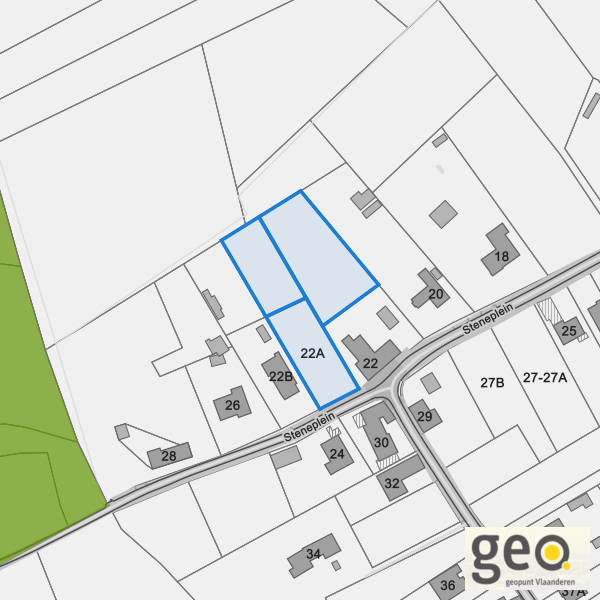 18
20
Steneplein
25
22A
22
22B
27-27A
27B
26
29
Steneplein
30
24
28
32
34
geo.
geopunt Vlaanderen
36
37A